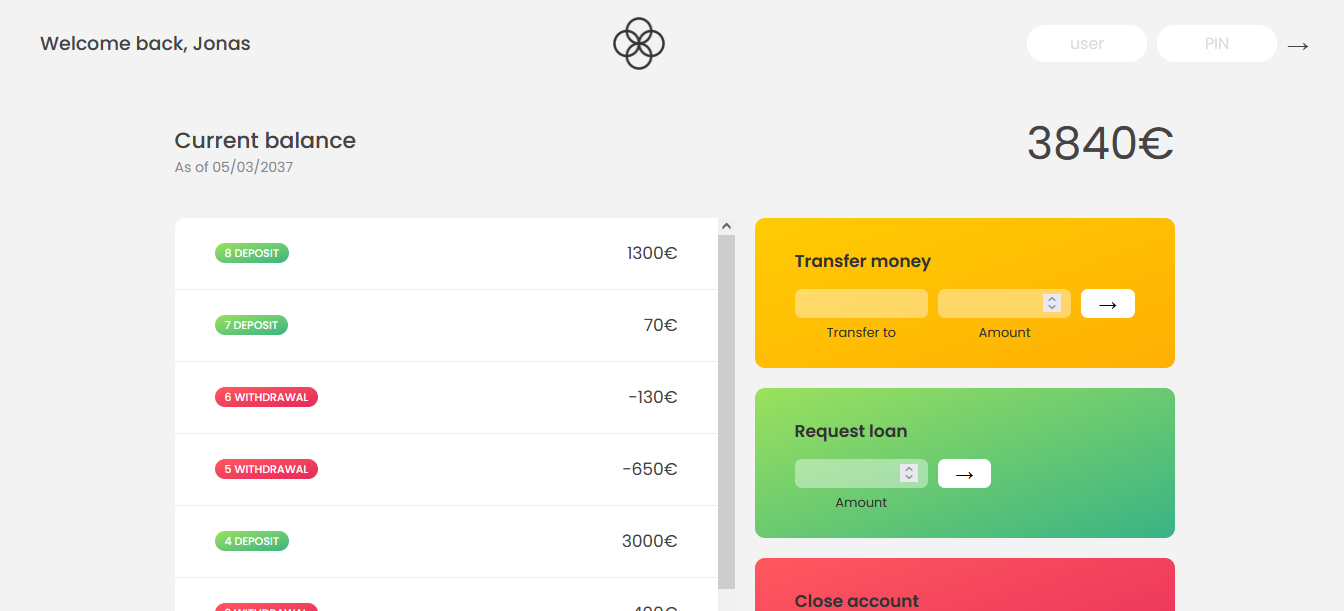 Welcome back, Jonas
user
PIN
→
Current balance
As of 05/03/2037
3840€
8 DEPOSIT 1300€
7 DEPOSIT 70€
6 WITHDRAWAL -130€
5 WITHDRAWAL -650€
4 DEPOSIT 3000€
Transfer money
→
Transfer to Amount
Request loan
→
Amount
Close account